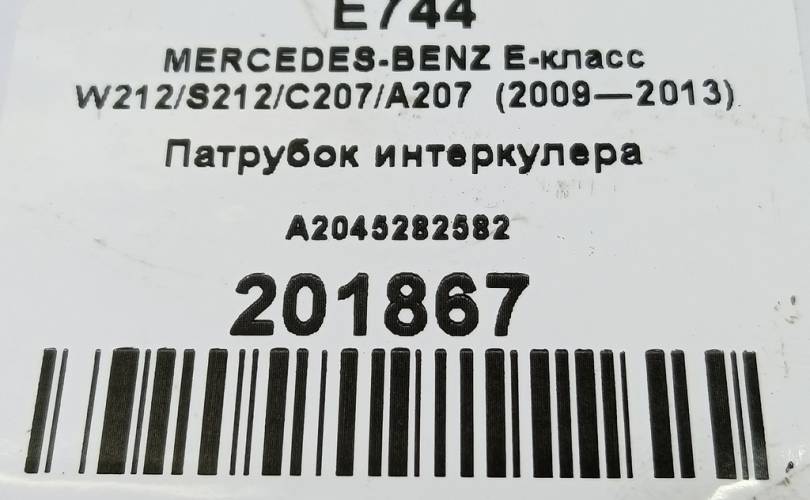 E744
MERCEDES-BENZ E-класс
W212/S212/C207/A207 (2009—2013)
Патрубок интеркулера
A2045282582
201867